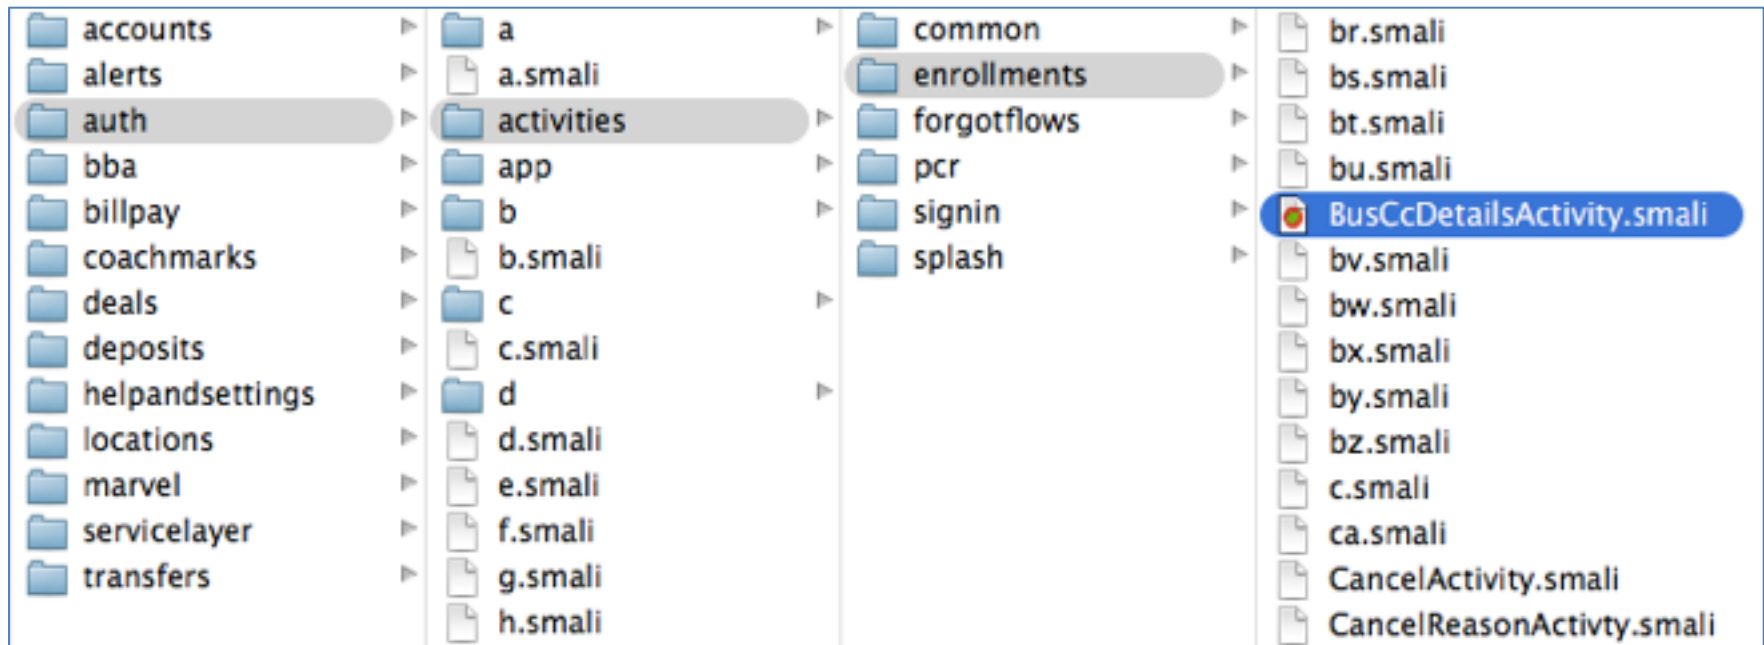 accounts
alerts
auth
bba
billpay
coachmarks
deals
deposits
helpandsettings
locations
marvel
servicelayer
transfers
a
a.smali
activities
app
b
b.smali
c
c.smali
d
d.smali
e.smali
f.smali
g.smali
h.smali
common
enrollments
forgotflows
pcr
signin
splash
br.smali
bs.smali
bt.smali
bu.smali
BusCcDetailsActivity.smali
bv.smali
bw.smali
bx.smali
by.smali
bz.smali
c.smali
ca.smali
CancelActivity.smali
CancelReasonActivty.smali